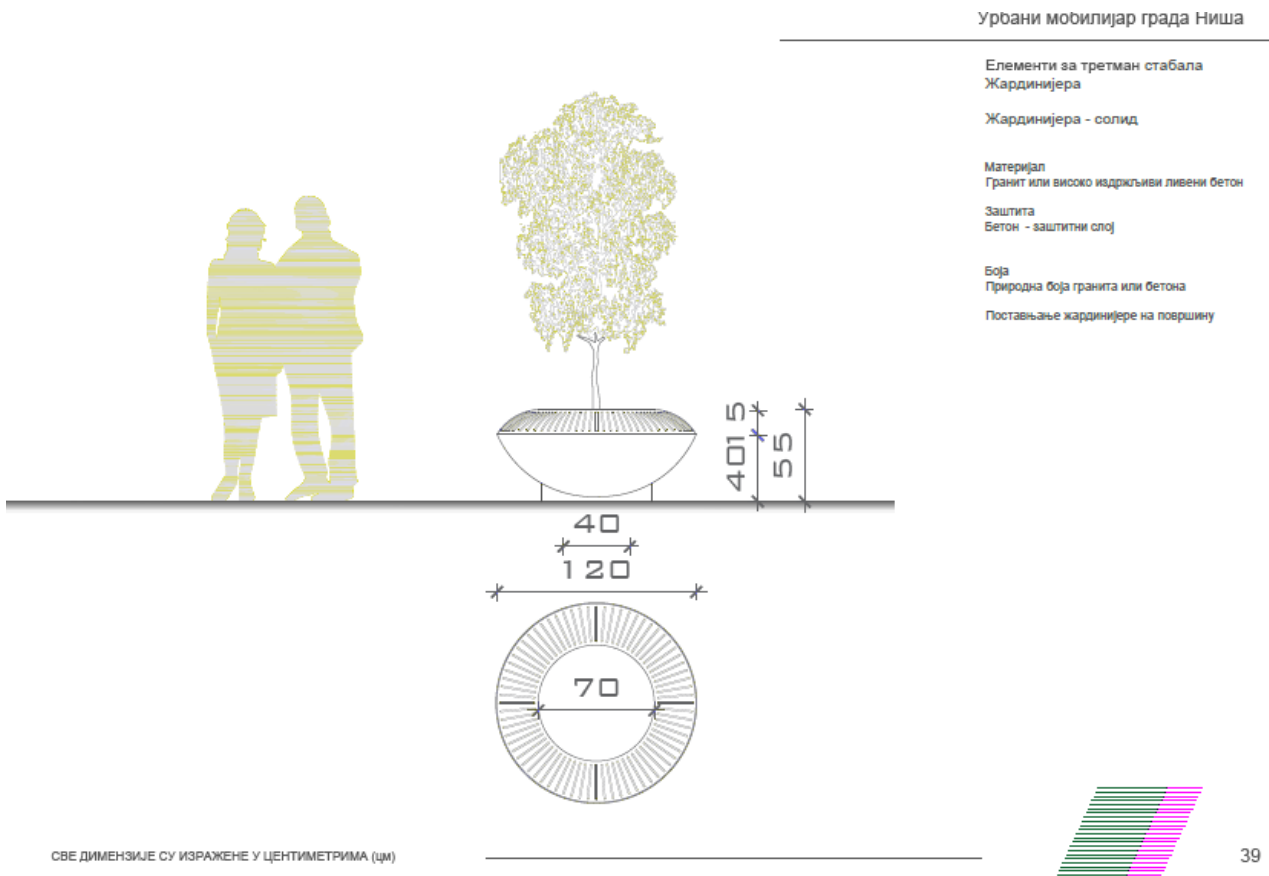 Урбани мобилијар града Ниша
Елементи за третман стабала
Жардинијера
Жардинијера - солид
Материјал
Гранит или високо издржљиви ливени бетон
Заштита
Бетон - заштитни слој
Боја
Природна боја гранита или бетона
Постављање жардинијере на површину
15
40
55
40
120
70
СВЕ ДИМЕНЗИЈЕ СУ ИЗРАЖЕНЕ У ЦЕНТИМЕТРИМА (цм)
39